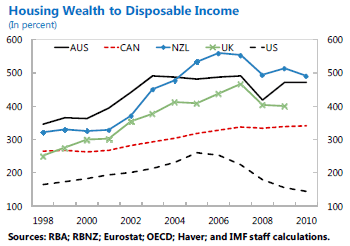 Housing Wealth to Disposable Income
(In percent)
600 600
AUS CAN NZL UK US
500 500
400 400
300 300
200 200
100 100
1998 2000 2002 2004 2006 2008 2010
Sources: RBA; RBNZ; Eurostat; OECD; Haver; and IMF staff calculations.